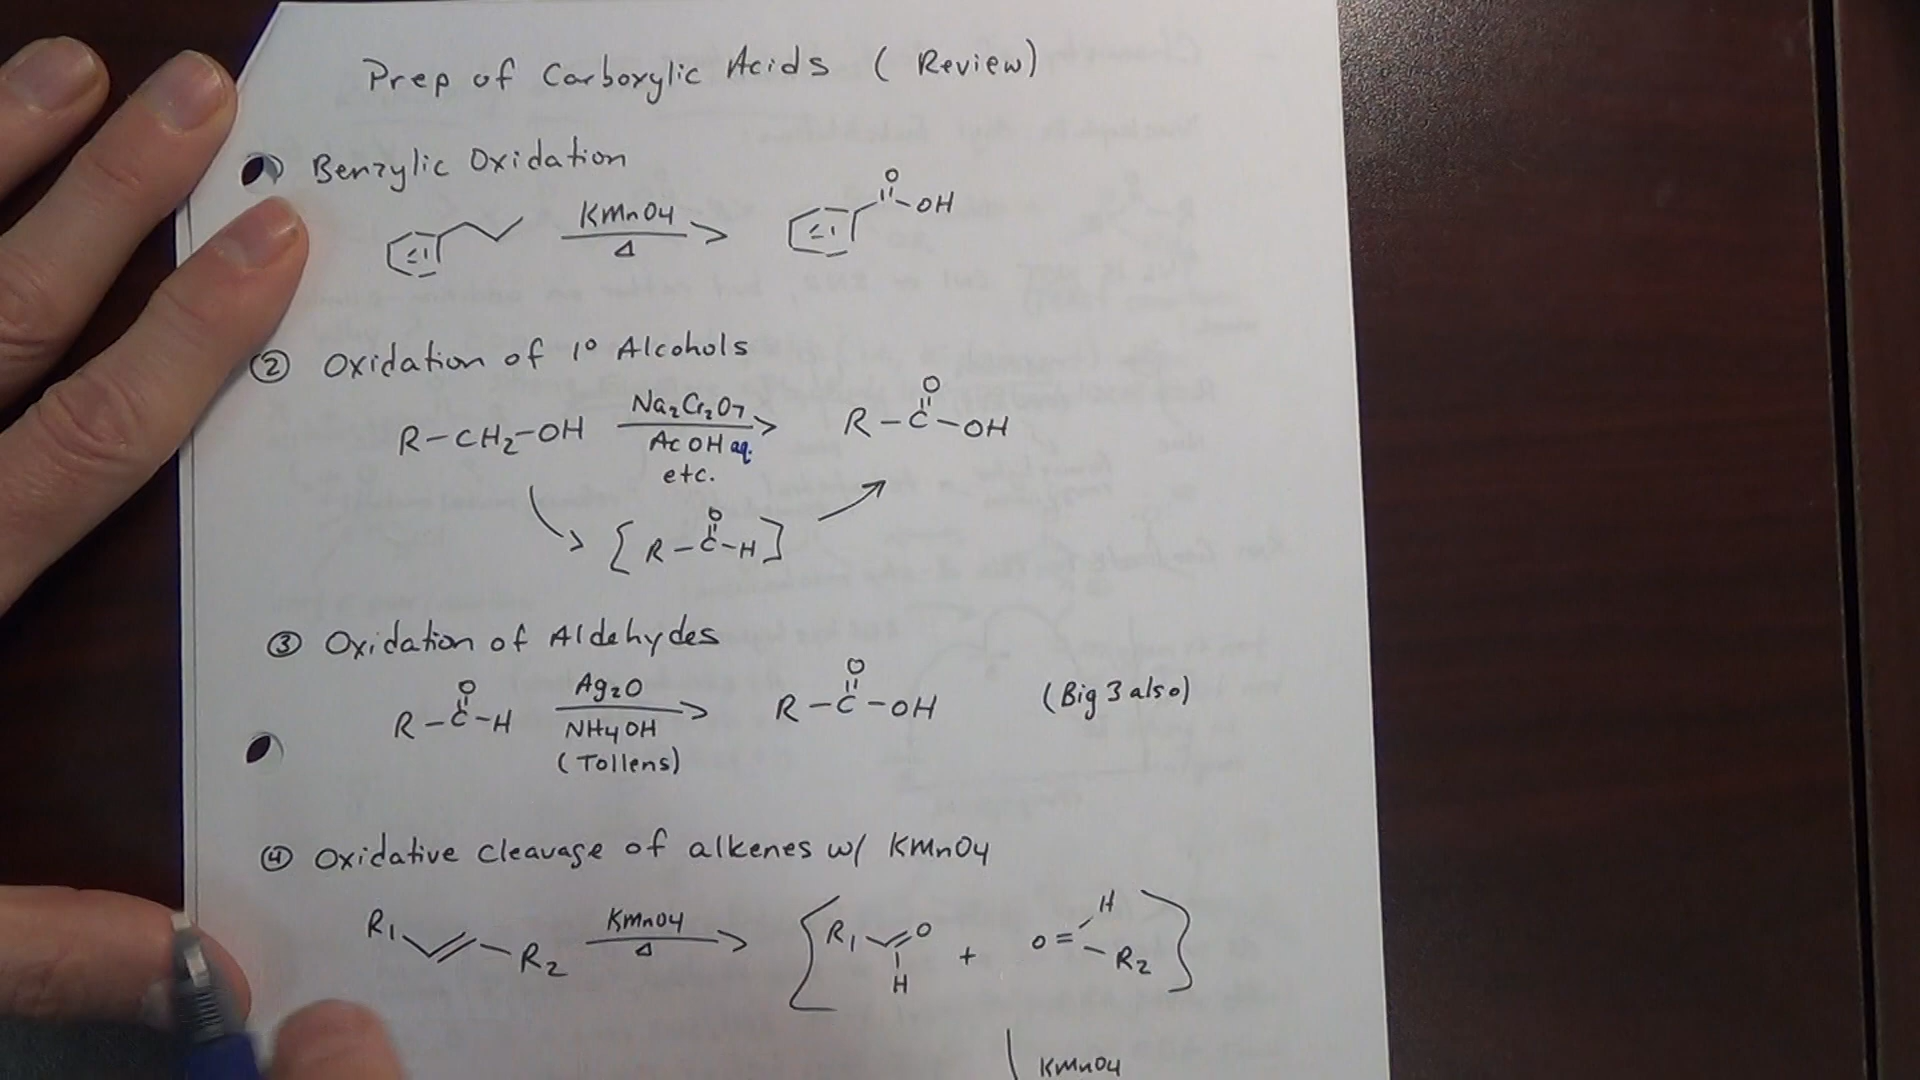 Prep of Carboxylic Acids ( Review)
) Benzylic Oxidation
KMnO4
Δ
O
OH
② Oxidation of 1° Alcohols
R-CH2-OH
Na2Cr2O7
AcOH aq.
etc.
O
R-C-OH
O
[R-C-H]
③ Oxidation of Aldehydes
O
R-C-H
Ag2O
NH4OH
(Tollens)
O
R-C-OH
(Big 3 also)
④ Oxidative cleavage of alkenes w/ KMnO4
R1
R2
KMnO4
Δ
R1
O
H
+
O=
H
R2
KMnO4